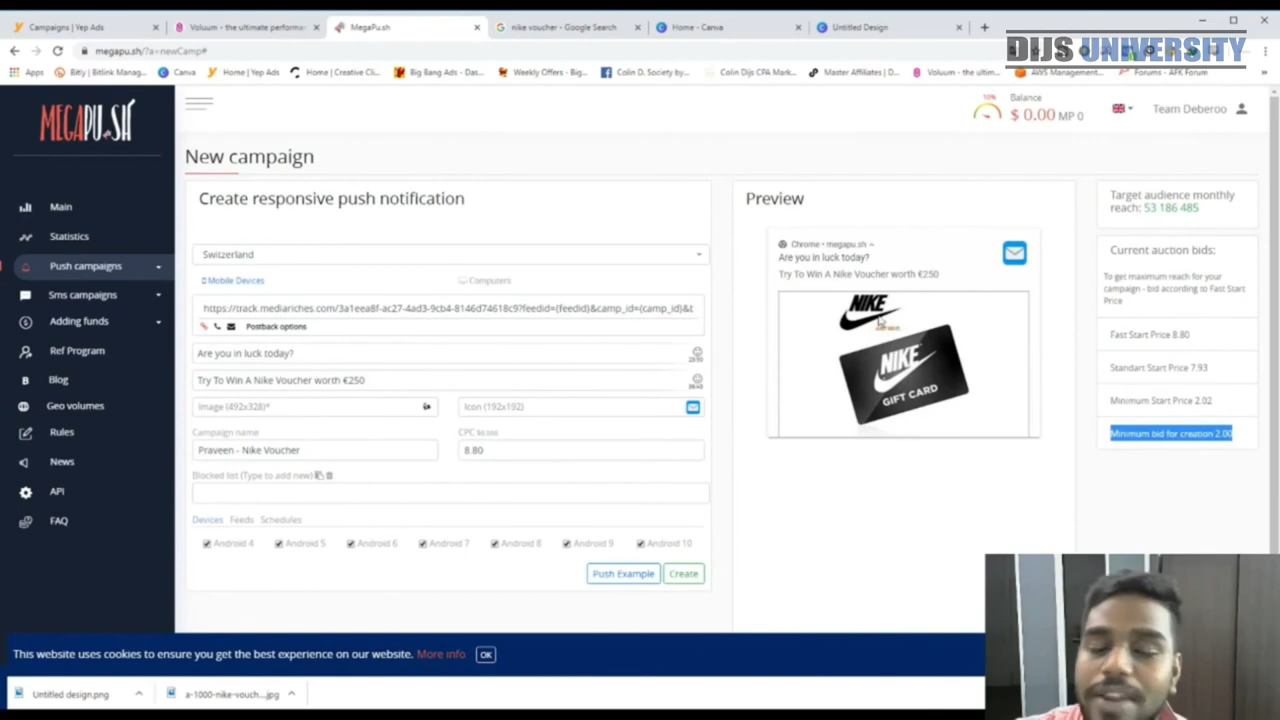 Campaigns | Yep Ads
Voluum - the ultimate performa
MegaPu.sh
nike voucher - Google Search
Home - Canva
Untitled Design
megapu.sh/?a=newCamp#
DIJS UNIVERSITY
Apps
Bitly | Bitlink Manag...
Canva
Home | Yep Ads
Home | Creative Cli...
Big Bang Ads - Das...
Weekly Offers - Big...
Colin D. Society by...
Colin Dijs CPA Mark...
Master Affiliates | D...
Voluum - the ultim...
AWS Management...
Forums - AFK Forum
MEGAPU.SH
10%
Balance
$ 0.00 MP 0
Team Deberoo
New campaign
Main
Statistics
Push campaigns
Sms campaigns
Adding funds
Ref Program
Blog
Geo volumes
Rules
News
API
FAQ
Create responsive push notification
Switzerland
Mobile Devices
Computers
https://track.mediariches.com/3a1eea8f-ac27-4ad3-9cb4-8146d74618c9?feedid={feedid}&camp_id={camp_id}&t
Postback options
Are you in luck today?
Try To Win A Nike Voucher worth €250
Image (492x328)*
Icon (192x192)
Campaign name
CPC
Praveen - Nike Voucher
8.80
Blocked list (Type to add new)
Devices Feeds Schedules
Android 4
Android 5
Android 6
Android 7
Android 8
Android 9
Android 10
Push Example
Create
Preview
Chrome • megapu.sh
Are you in luck today?
Try To Win A Nike Voucher worth €250
NIKE
NIKE
GIFT CARD
Target audience monthly
reach: 53 186 485
Current auction bids:
To get maximum reach for your
campaign - bid according to Fast Start
Price
Fast Start Price 8.80
Standart Start Price 7.93
Minimum Start Price 2.02
Minimum bid for creation 2.00
This website uses cookies to ensure you get the best experience on our website. More info
OK
Untitled design.png
a-1000-nike-vouch....jpg